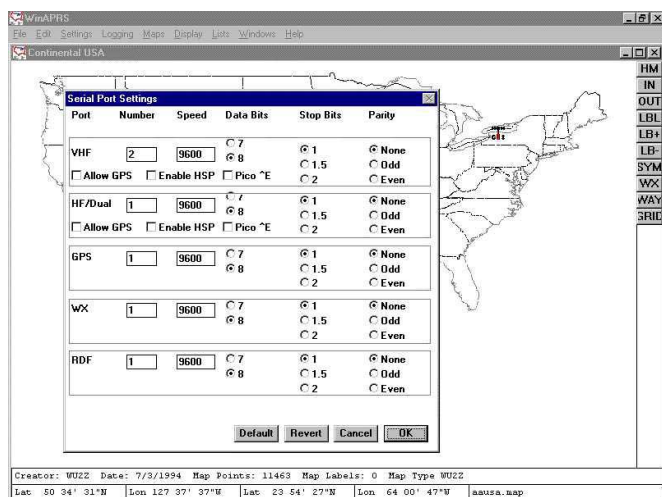 WinAPRS
File Edit Settings Logging Maps Display Lists Windows Help
Continental USA
HM
IN
OUT
LBL
LB+
LB-
SYM
WX
WAY
GRID
Serial Port Settings
Port Number Speed Data Bits Stop Bits Parity
VHF 2 9600 7 8 1 1.5 2 None Odd Even
Allow GPS Enable HSP Pico ^E
HF/Dual 1 9600 7 8 1 1.5 2 None Odd Even
Allow GPS Enable HSP Pico ^E
GPS 1 9600 7 8 1 1.5 2 None Odd Even
WX 1 9600 7 8 1 1.5 2 None Odd Even
RDF 1 9600 7 8 1 1.5 2 None Odd Even
Default Revert Cancel OK
Creator: WU2Z Date: 7/3/1994 Map Points: 11463 Map Labels: 0 Map Type WU2Z
Lat 50 34' 31"N Lon 127 37' 37"W Lat 23 54' 27"N Lon 64 00' 47"W aausa.map